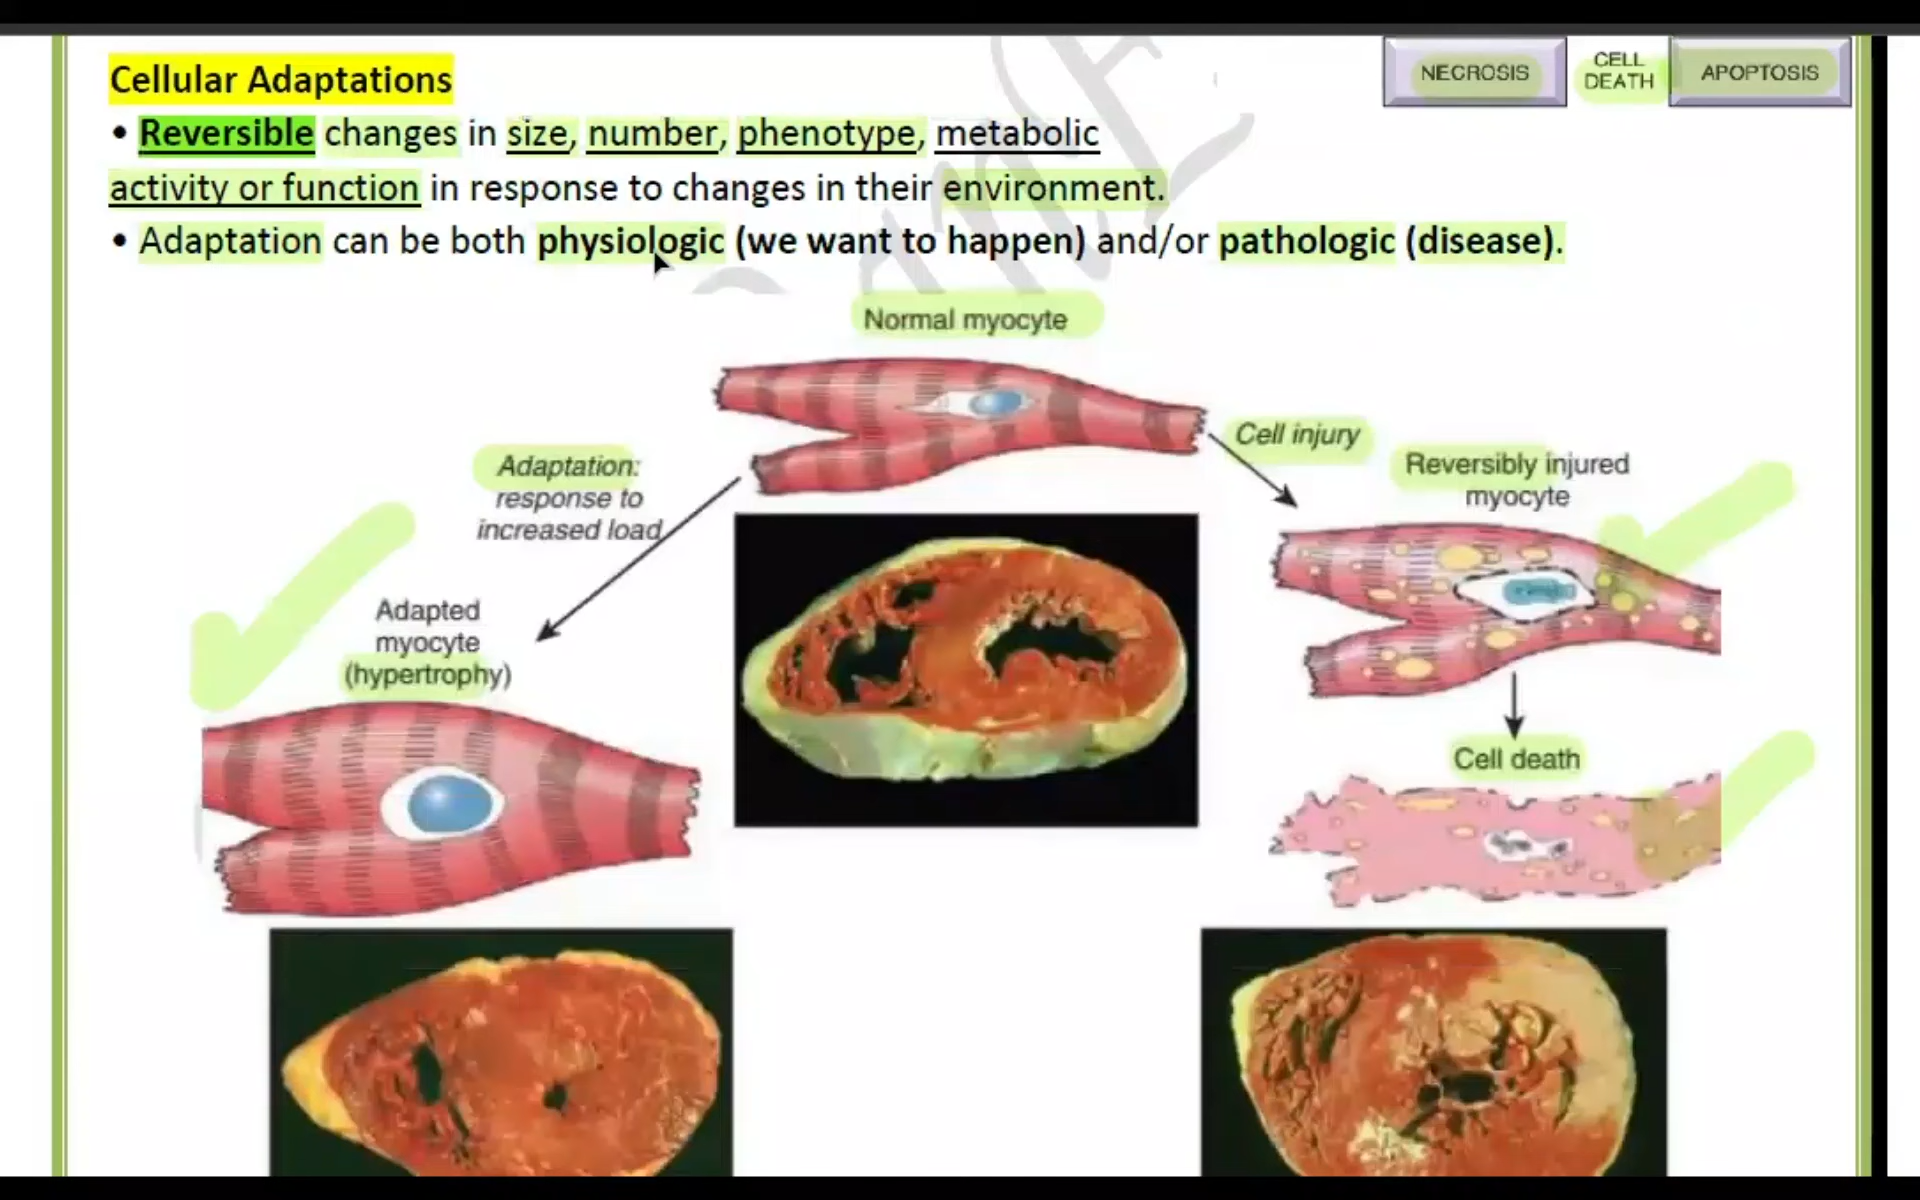 NECROSIS
CELL
DEATH
APOPTOSIS
Cellular Adaptations
• Reversible changes in size, number, phenotype, metabolic
activity or function in response to changes in their environment.
• Adaptation can be both physiologic (we want to happen) and/or pathologic (disease).
Normal myocyte
Adaptation:
response to
increased load
Cell injury
Reversibly injured
myocyte
Adapted
myocyte
(hypertrophy)
Cell death